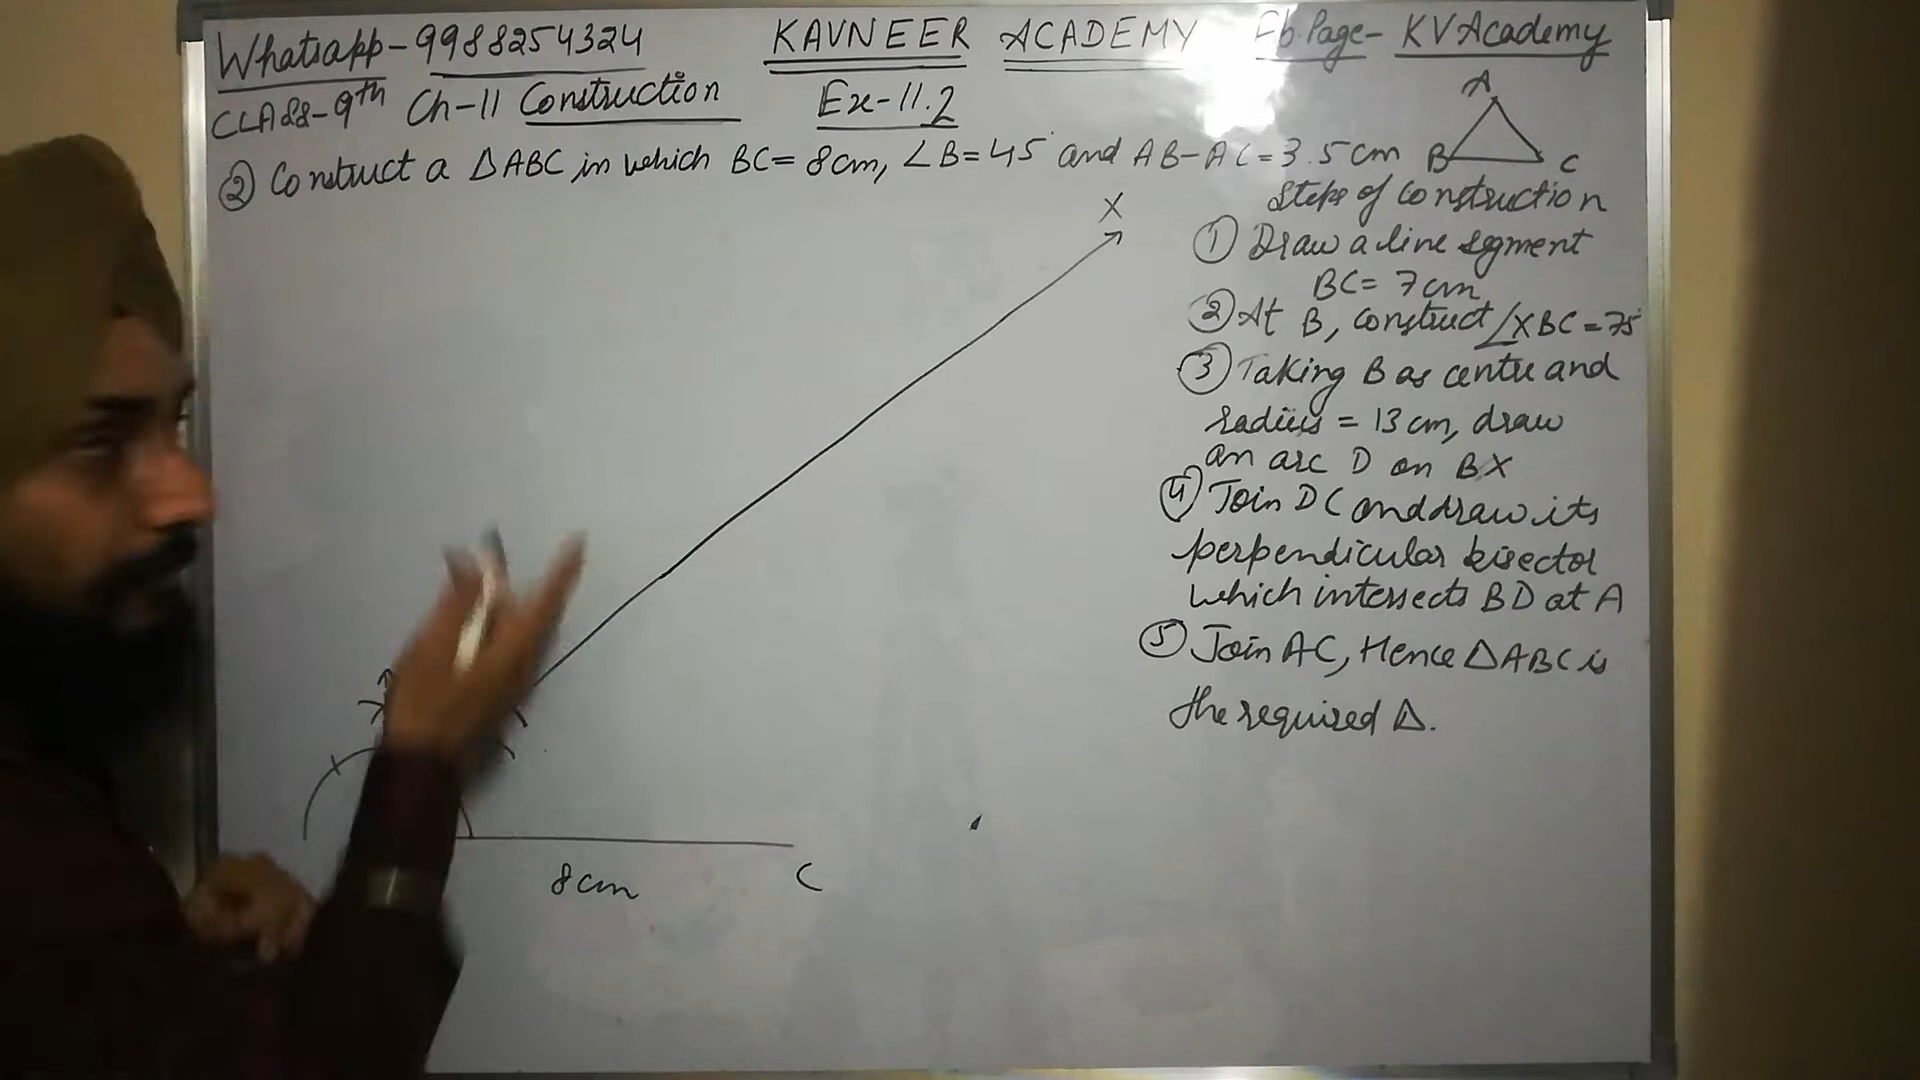 Whatsapp-9988254324 KAVNEER ACADEMY Fb Page- KVAcademy
CLASS-9th Ch-11 Construction Ex-11.2
② Construct a ΔABC in which BC= 8cm, ∠B=45° and AB-AC=3.5cm
A
B C
Steps of construction
① Draw a line segment
BC= 7cm
② At B, construct ∠XBC=75°
③ Taking B as centre and
radius = 13cm, draw
an arc D on BX
④ Join DC and draw its
perpendicular bisector
which intersects BD at A
⑤ Join AC, Hence ΔABC is
the required Δ.
X
8cm C